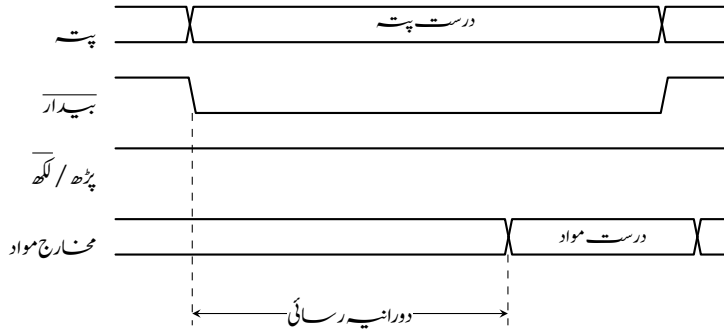 پتہ
درست پتہ
بیدار
پڑھ / لکھ
مخارج مواد
درست مواد
دورانیہ رسائی